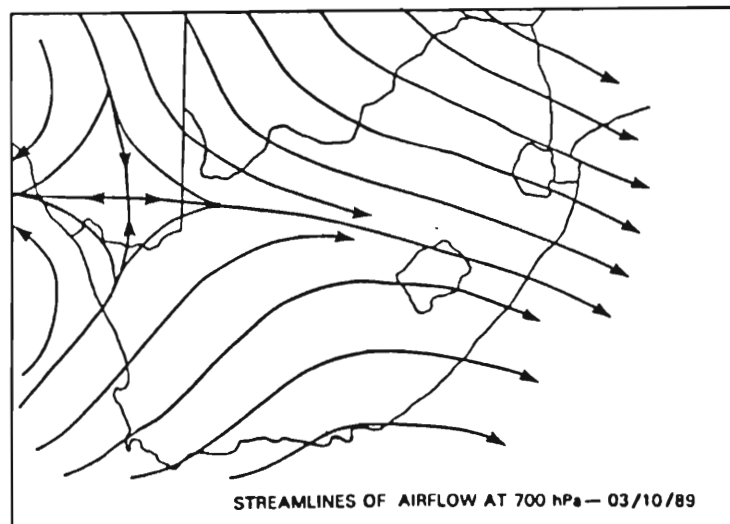 STREAMLINES OF AIRFLOW AT 700 hPa — 03/10/89